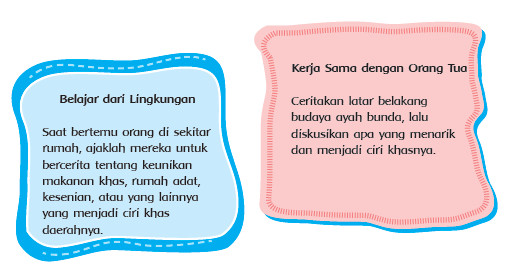 Belajar dari Lingkungan
Saat bertemu orang di sekitar
rumah, ajaklah mereka untuk
bercerita tentang keunikan
makanan khas, rumah adat,
kesenian, atau yang lainnya
yang menjadi ciri khas
daerahnya.
Kerja Sama dengan Orang Tua
Ceritakan latar belakang
budaya ayah bunda, lalu
diskusikan apa yang menarik
dan menjadi ciri khasnya.